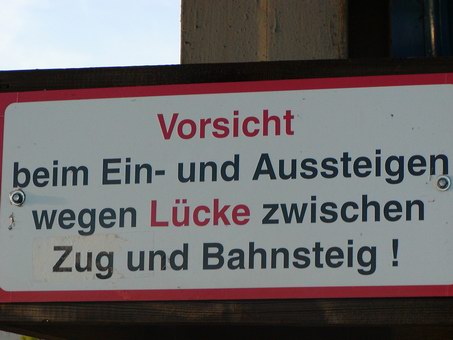 Vorsicht
beim Ein- und Aussteigen
wegen Lücke zwischen
Zug und Bahnsteig !